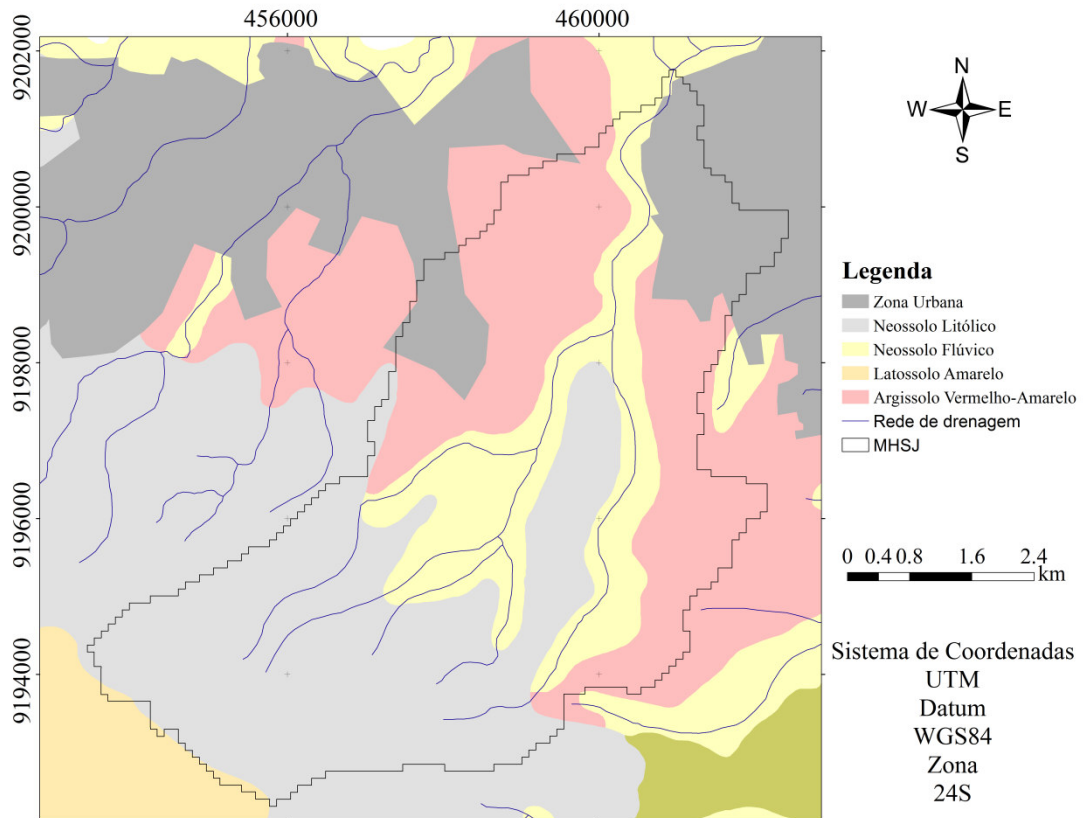 456000 460000
9202000
9200000
9198000
9196000
9194000
N
W E
S
Legenda
Zona Urbana
Neossolo Litólico
Neossolo Flúvico
Latossolo Amarelo
Argissolo Vermelho-Amarelo
Rede de drenagem
MHSJ
0 0.4 0.8 1.6 2.4
km
Sistema de Coordenadas
UTM
Datum
WGS84
Zona
24S